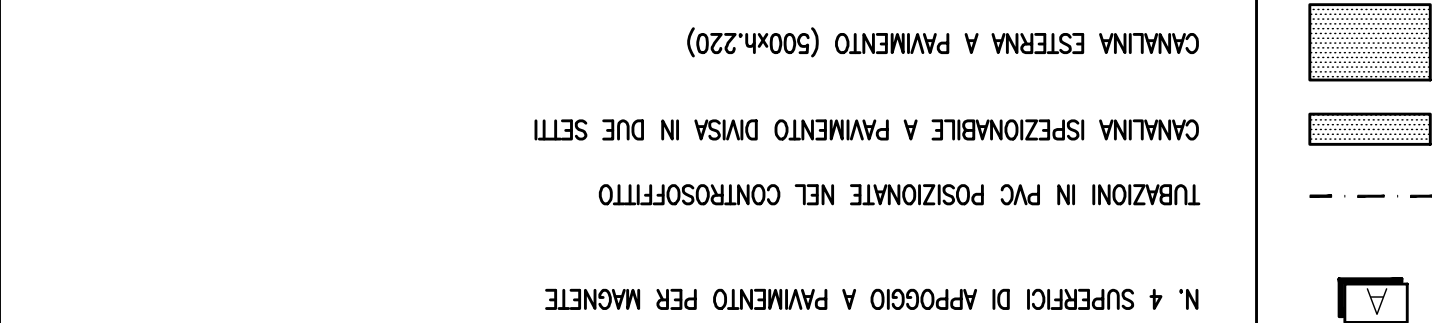 A N. 4 SUPERFICI DI APPOGGIO A PAVIMENTO PER MAGNETE
TUBAZIONI IN PVC POSIZIONATE NEL CONTROSOFFITTO
CANALINA ISPEZIONABILE A PAVIMENTO DIVISA IN DUE SETTI
CANALINA ESTERNA A PAVIMENTO (500xh.220)